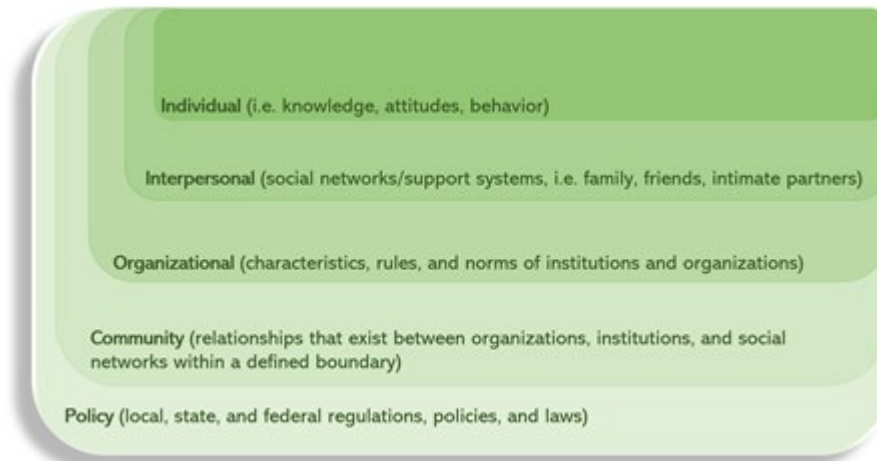 Individual (i.e. knowledge, attitudes, behavior)
Interpersonal (social networks/support systems, i.e. family, friends, intimate partners)
Organizational (characteristics, rules, and norms of institutions and organizations)
Community (relationships that exist between organizations, institutions, and social
networks within a defined boundary)
Policy (local, state, and federal regulations, policies, and laws)